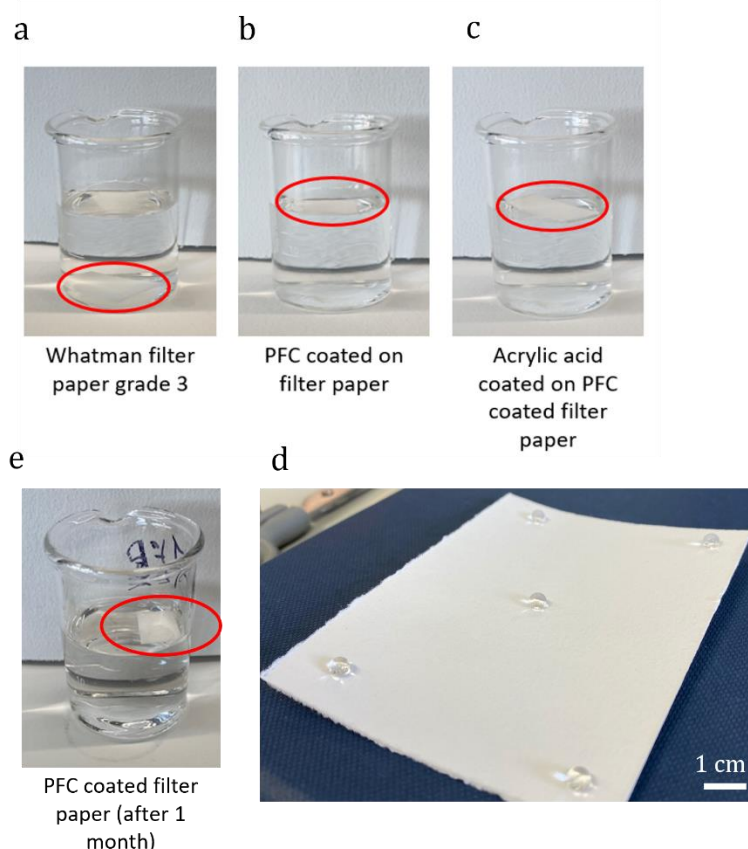 a
b
c
Whatman filter
paper grade 3
PFC coated on
filter paper
Acrylic acid
coated on PFC
coated filter
paper
e
d
PFC coated filter
paper (after 1
month)
1 cm